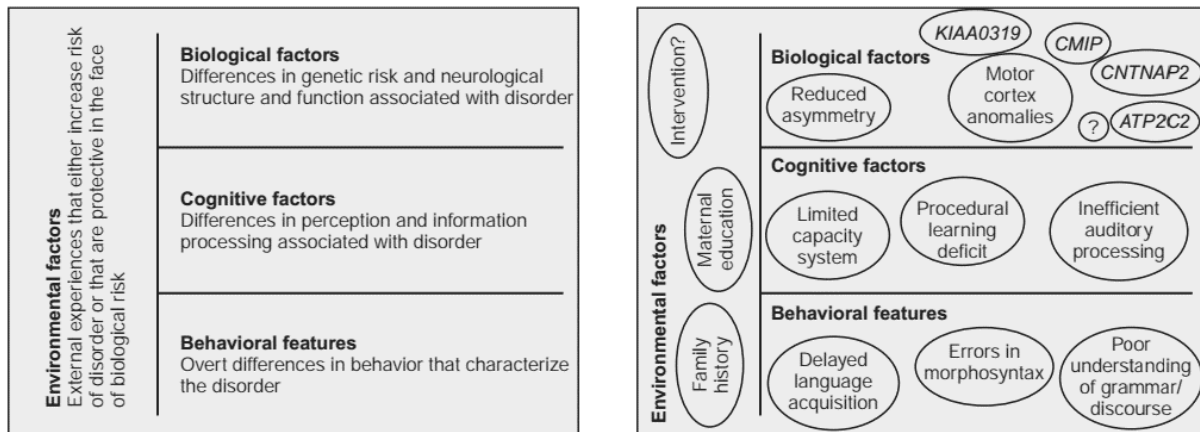 Environmental factors
External experiences that either increase risk
of disorder or that are protective in the face
of biological risk
Biological factors
Differences in genetic risk and neurological
structure and function associated with disorder
Cognitive factors
Differences in perception and information
processing associated with disorder
Behavioral features
Overt differences in behavior that characterize
the disorder
Environmental factors
Intervention?
Maternal
education
Family
history
Biological factors
KIAA0319
CMIP
CNTNAP2
ATP2C2
?
Reduced
asymmetry
Motor
cortex
anomalies
Cognitive factors
Limited
capacity
system
Procedural
learning
deficit
Inefficient
auditory
processing
Behavioral features
Delayed
language
acquisition
Errors in
morphosyntax
Poor
understanding
of grammar/
discourse